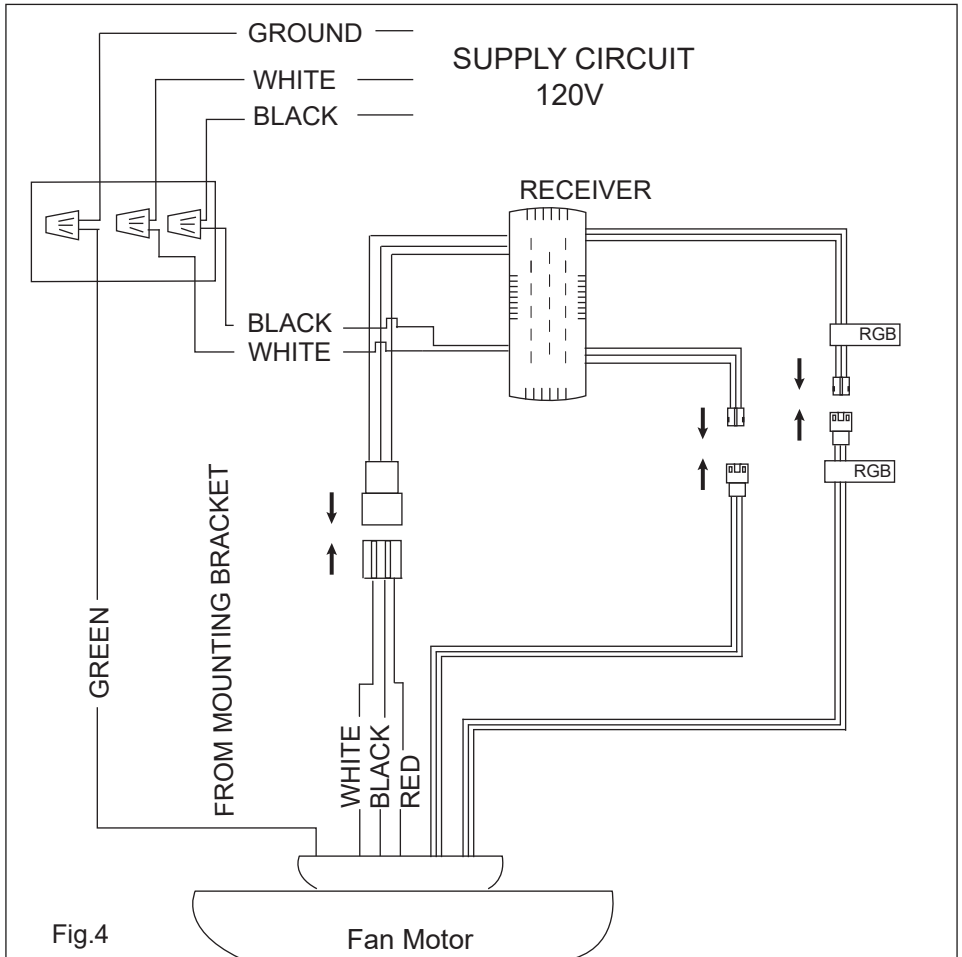 GROUND
WHITE
BLACK
SUPPLY CIRCUIT
120V
RECEIVER
BLACK
WHITE
RGB
RGB
GREEN
FROM MOUNTING BRACKET
WHITE
BLACK
RED
Fig.4
Fan Motor